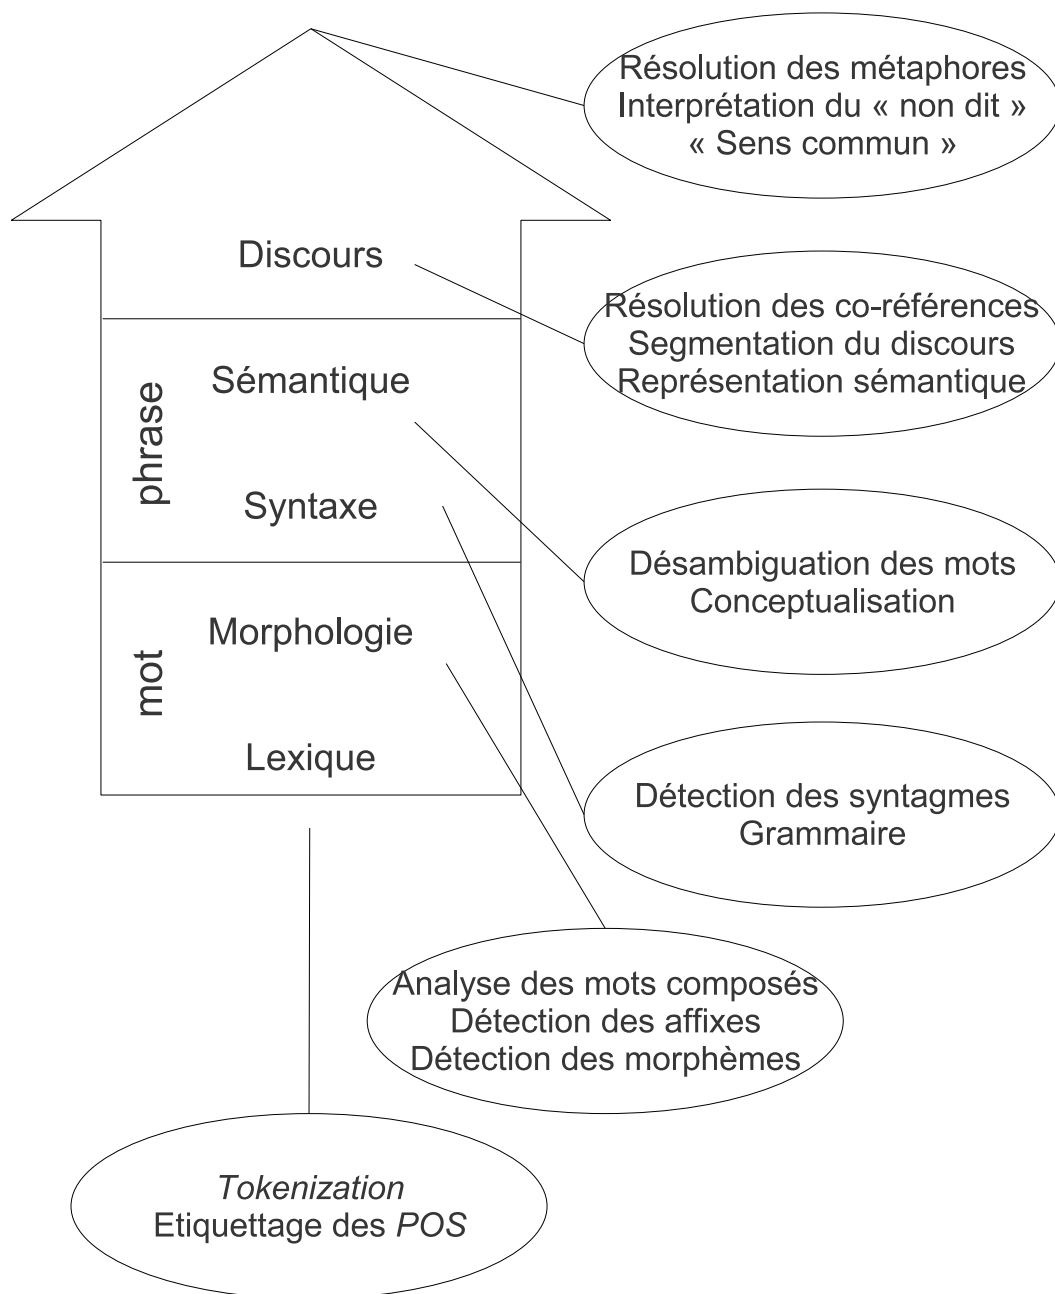 Résolution des métaphores
Interprétation du « non dit »
« Sens commun »
Discours
Résolution des co-références
Segmentation du discours
Représentation sémantique
phrase
Sémantique
Syntaxe
Désambiguation des mots
Conceptualisation
mot
Morphologie
Lexique
Détection des syntagmes
Grammaire
Analyse des mots composés
Détection des affixes
Détection des morphèmes
Tokenization
Etiquettage des POS